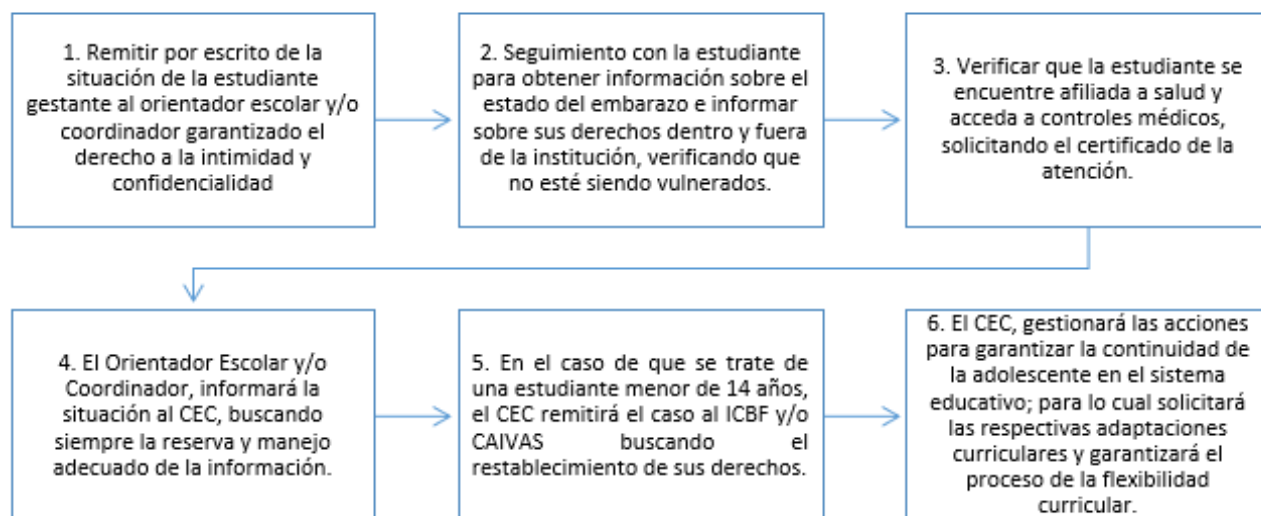 1. Remitir por escrito de la
situación de la estudiante
gestante al orientador escolar y/o
coordinador garantizado el
derecho a la intimidad y
confidencialidad
2. Seguimiento con la estudiante
para obtener información sobre el
estado del embarazo e informar
sobre sus derechos dentro y fuera
de la institución, verificando que
no esté siendo vulnerados.
3. Verificar que la estudiante se
encuentre afiliada a salud y
acceda a controles médicos,
solicitando el certificado de la
atención.
4. El Orientador Escolar y/o
Coordinador, informará la
situación al CEC, buscando
siempre la reserva y manejo
adecuado de la información.
5. En el caso de que se trate de
una estudiante menor de 14 años,
el CEC remitirá el caso al ICBF y/o
CAIVAS buscando el
restablecimiento de sus derechos.
6. El CEC, gestionará las acciones
para garantizar la continuidad de
la adolescente en el sistema
educativo; para lo cual solicitará
las respectivas adaptaciones
curriculares y garantizará el
proceso de la flexibilidad
curricular.